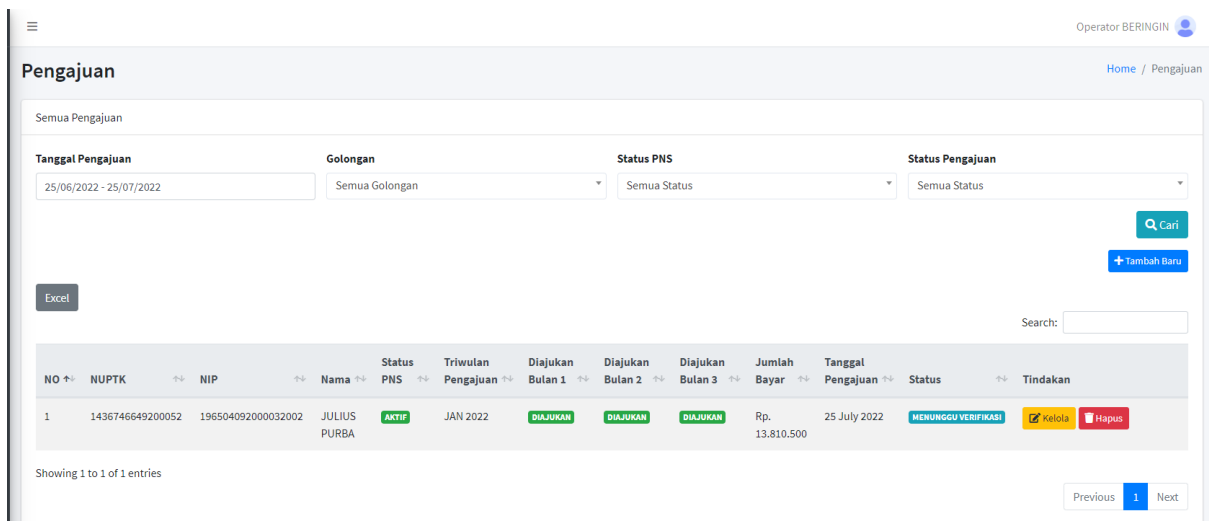 Operator BERINGIN
Pengajuan
Home / Pengajuan
Semua Pengajuan
Tanggal Pengajuan Golongan Status PNS Status Pengajuan
25/06/2022 - 25/07/2022 Semua Golongan Semua Status Semua Status
Cari
Tambah Baru
Excel
Search:
Status Triwulan Diajukan Diajukan Diajukan Jumlah Tanggal
NO NUPTK NIP Nama PNS Pengajuan Bulan 1 Bulan 2 Bulan 3 Bayar Pengajuan Status Tindakan
1 1436746649200052 196504092000032002 JULIUS AKTIF JAN 2022 DIAJUKAN DIAJUKAN DIAJUKAN Rp. 25 July 2022 MENUNGGU VERIFIKASI Kelola Hapus
PURBA 13.810.500
Showing 1 to 1 of 1 entries
Previous 1 Next